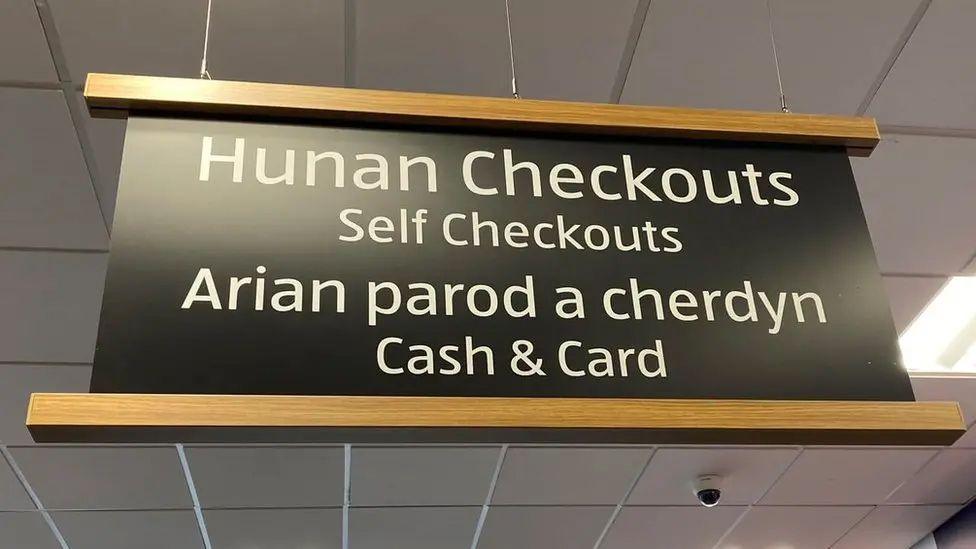 Hunan Checkouts
Self Checkouts
Arian parod a cherdyn
Cash & Card